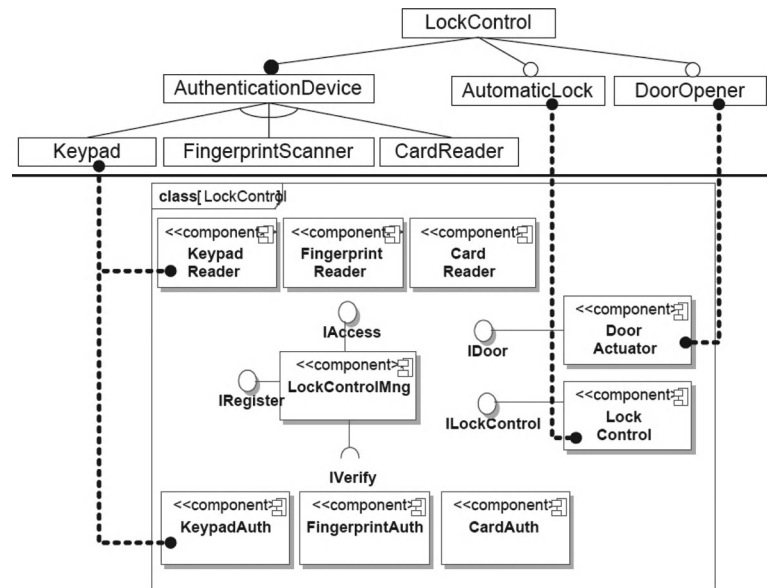 LockControl
AuthenticationDevice
AutomaticLock
DoorOpener
Keypad
FingerprintScanner
CardReader
class[ LockControl]
<<component>>
Keypad
Reader
<<component>>
Fingerprint
Reader
<<component>>
Card
Reader
IAccess
<<component>>
LockControlMng
IRegister
IVerify
IDoor
<<component>>
Door
Actuator
ILockControl
<<component>>
Lock
Control
<<component>>
KeypadAuth
<<component>>
FingerprintAuth
<<component>>
CardAuth